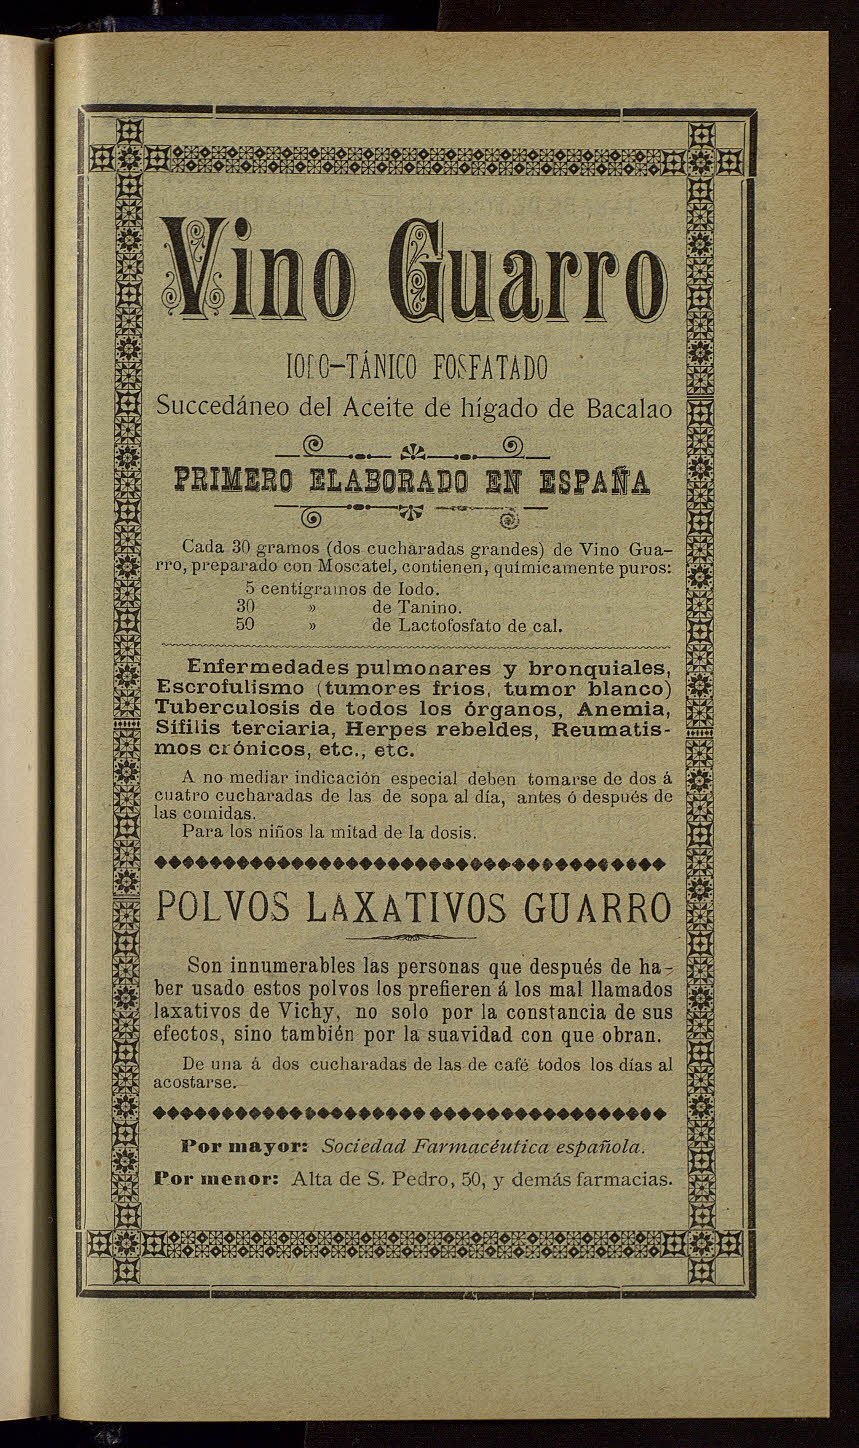 Vino Guarro
IODO-TÁNICO FOSFATADO
Succedáneo del Aceite de hígado de Bacalao
PRIMERO ELABORADO EN ESPAÑA
Cada 30 gramos (dos cucharadas grandes) de Vino Gua-
rro, preparado con Moscatel, contienen, químicamente puros:
5 centígramos de Iodo.
30 » de Tanino.
50 » de Lactofosfato de cal.
Enfermedades pulmonares y bronquiales,
Escrofulismo (tumores fríos, tumor blanco)
Tuberculosis de todos los órganos, Anemia,
Sífilis terciaria, Herpes rebeldes, Reumatis-
mos crónicos, etc., etc.
A no mediar indicación especial deben tomarse de dos á
cuatro cucharadas de las de sopa al día, antes ó después de
las comidas.
Para los niños la mitad de la dosis.
POLVOS LAXATIVOS GUARRO
Son innumerables las personas que después de ha-
ber usado estos polvos los prefieren á los mal llamados
laxativos de Vichy, no solo por la constancia de sus
efectos, sino también por la suavidad con que obran.
De una á dos cucharadas de las de café todos los días al
acostarse.
Por mayor: Sociedad Farmacéutica española.
Por menor: Alta de S. Pedro, 50, y demás farmacias.